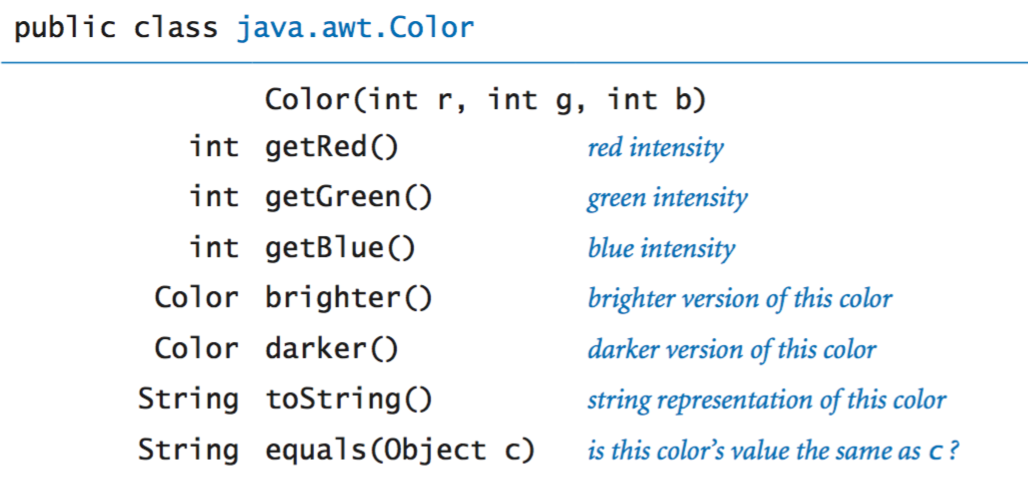 public class java.awt.Color
Color(int r, int g, int b)
int getRed() red intensity
int getGreen() green intensity
int getBlue() blue intensity
Color brighter() brighter version of this color
Color darker() darker version of this color
String toString() string representation of this color
String equals(Object c) is this color’s value the same as c ?